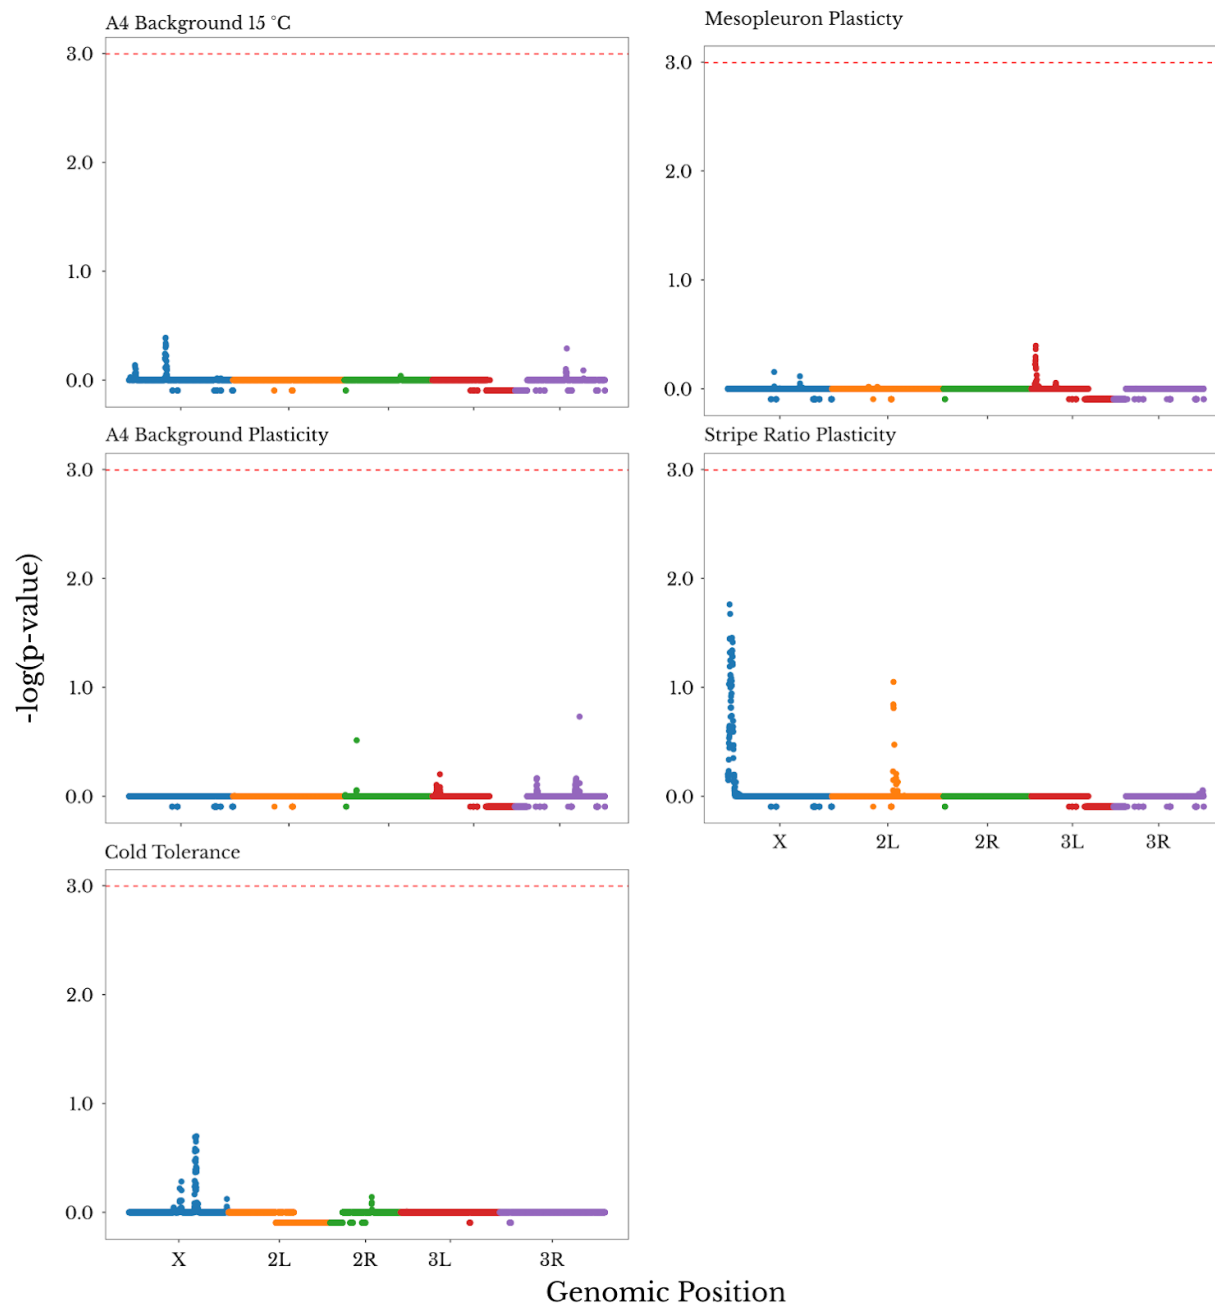 A4 Background 15 °C
3.0
2.0
1.0
0.0
Mesopleuron Plasticty
3.0
2.0
1.0
0.0
A4 Background Plasticity
3.0
2.0
1.0
0.0
Stripe Ratio Plasticity
3.0
2.0
1.0
0.0
X 2L 2R 3L 3R
Cold Tolerance
3.0
2.0
1.0
0.0
X 2L 2R 3L 3R
-log(p-value)
Genomic Position